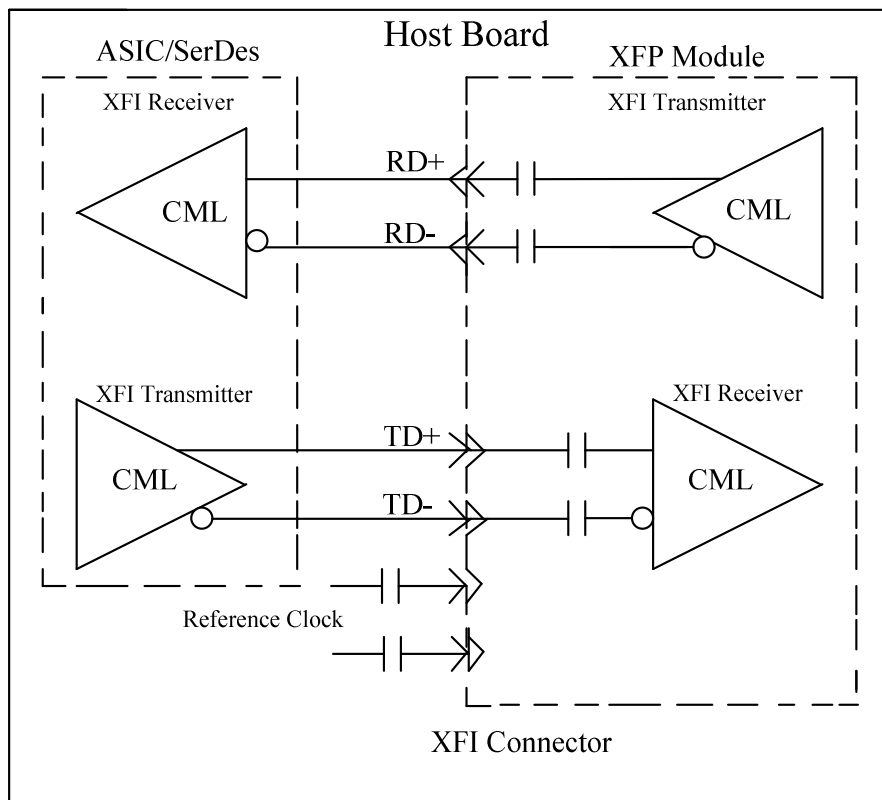 Host Board
ASIC/SerDes
XFP Module
XFI Receiver
XFI Transmitter
RD+
CML
CML
RD-
XFI Transmitter
XFI Receiver
TD+
CML
CML
TD-
Reference Clock
XFI Connector